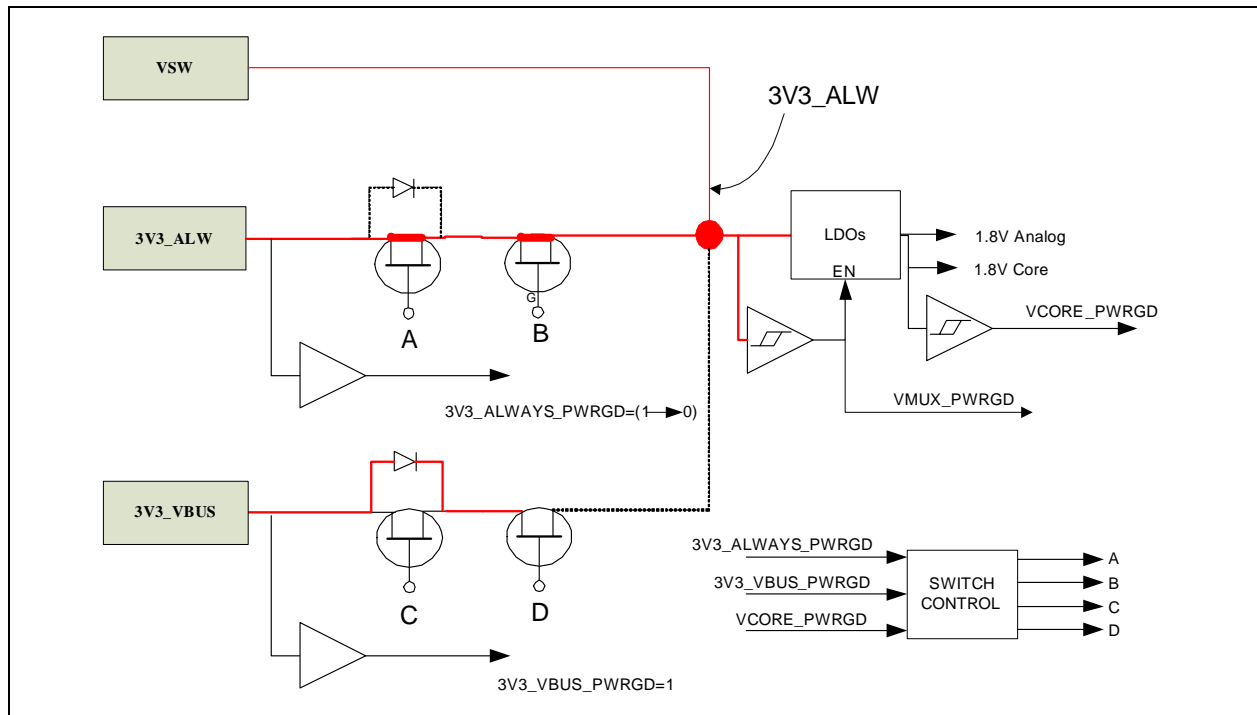 VSW
3V3_ALW
3V3_ALW
LDOs
EN
1.8V Analog
1.8V Core
G
A
B
VCORE_PWRGD
3V3_ALWAYS_PWRGD=(1 0)
VMUX_PWRGD
3V3_VBUS
C
D
3V3_VBUS_PWRGD=1
3V3_ALWAYS_PWRGD
3V3_VBUS_PWRGD
VCORE_PWRGD
SWITCH
CONTROL
A
B
C
D